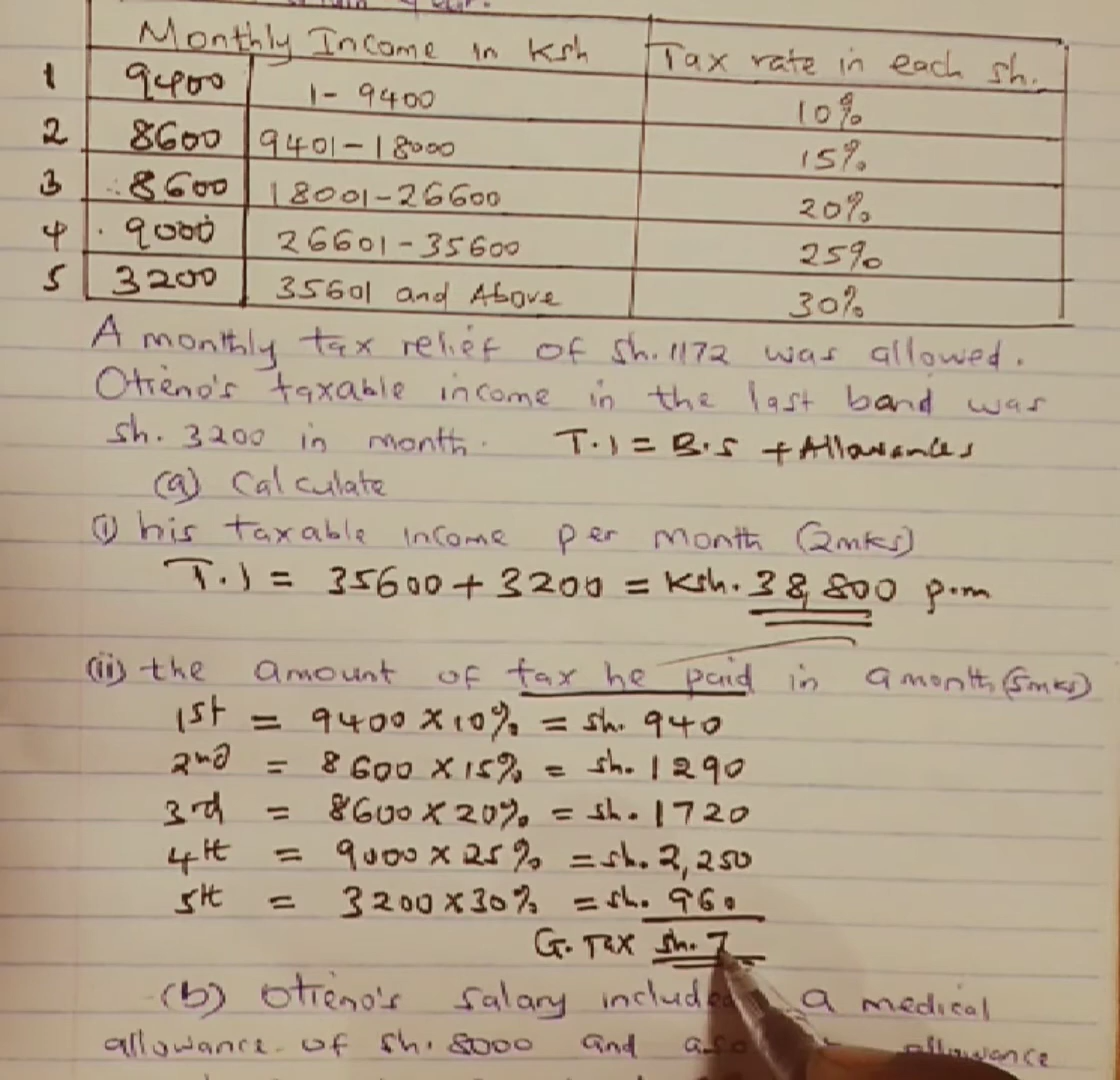 Monthly Income in Ksh Tax rate in each sh.
1 9400 1 - 9400 10%
2 8600 9401 - 18000 15%
3 8600 18001 - 26600 20%
4 9000 26601 - 35600 25%
5 3200 35601 and Above 30%
A monthly tax relief of sh. 1172 was allowed.
Otieno's taxable income in the last band was
sh. 3200 in month. T.I = B.S + Allowances
(a) Calculate
(i) his taxable income per month (2mks)
T.I = 35600 + 3200 = Ksh. 38,800 p.m
(ii) the amount of tax he paid in a month (5mks)
1st = 9400 x 10% = sh. 940
2nd = 8600 x 15% = sh. 1290
3rd = 8600 x 20% = sh. 1720
4th = 9000 x 25% = sh. 2,250
5th = 3200 x 30% = sh. 960
G. Tax sh. 7
(b) Otieno's salary included a medical
allowance of sh. 8000 and allowance